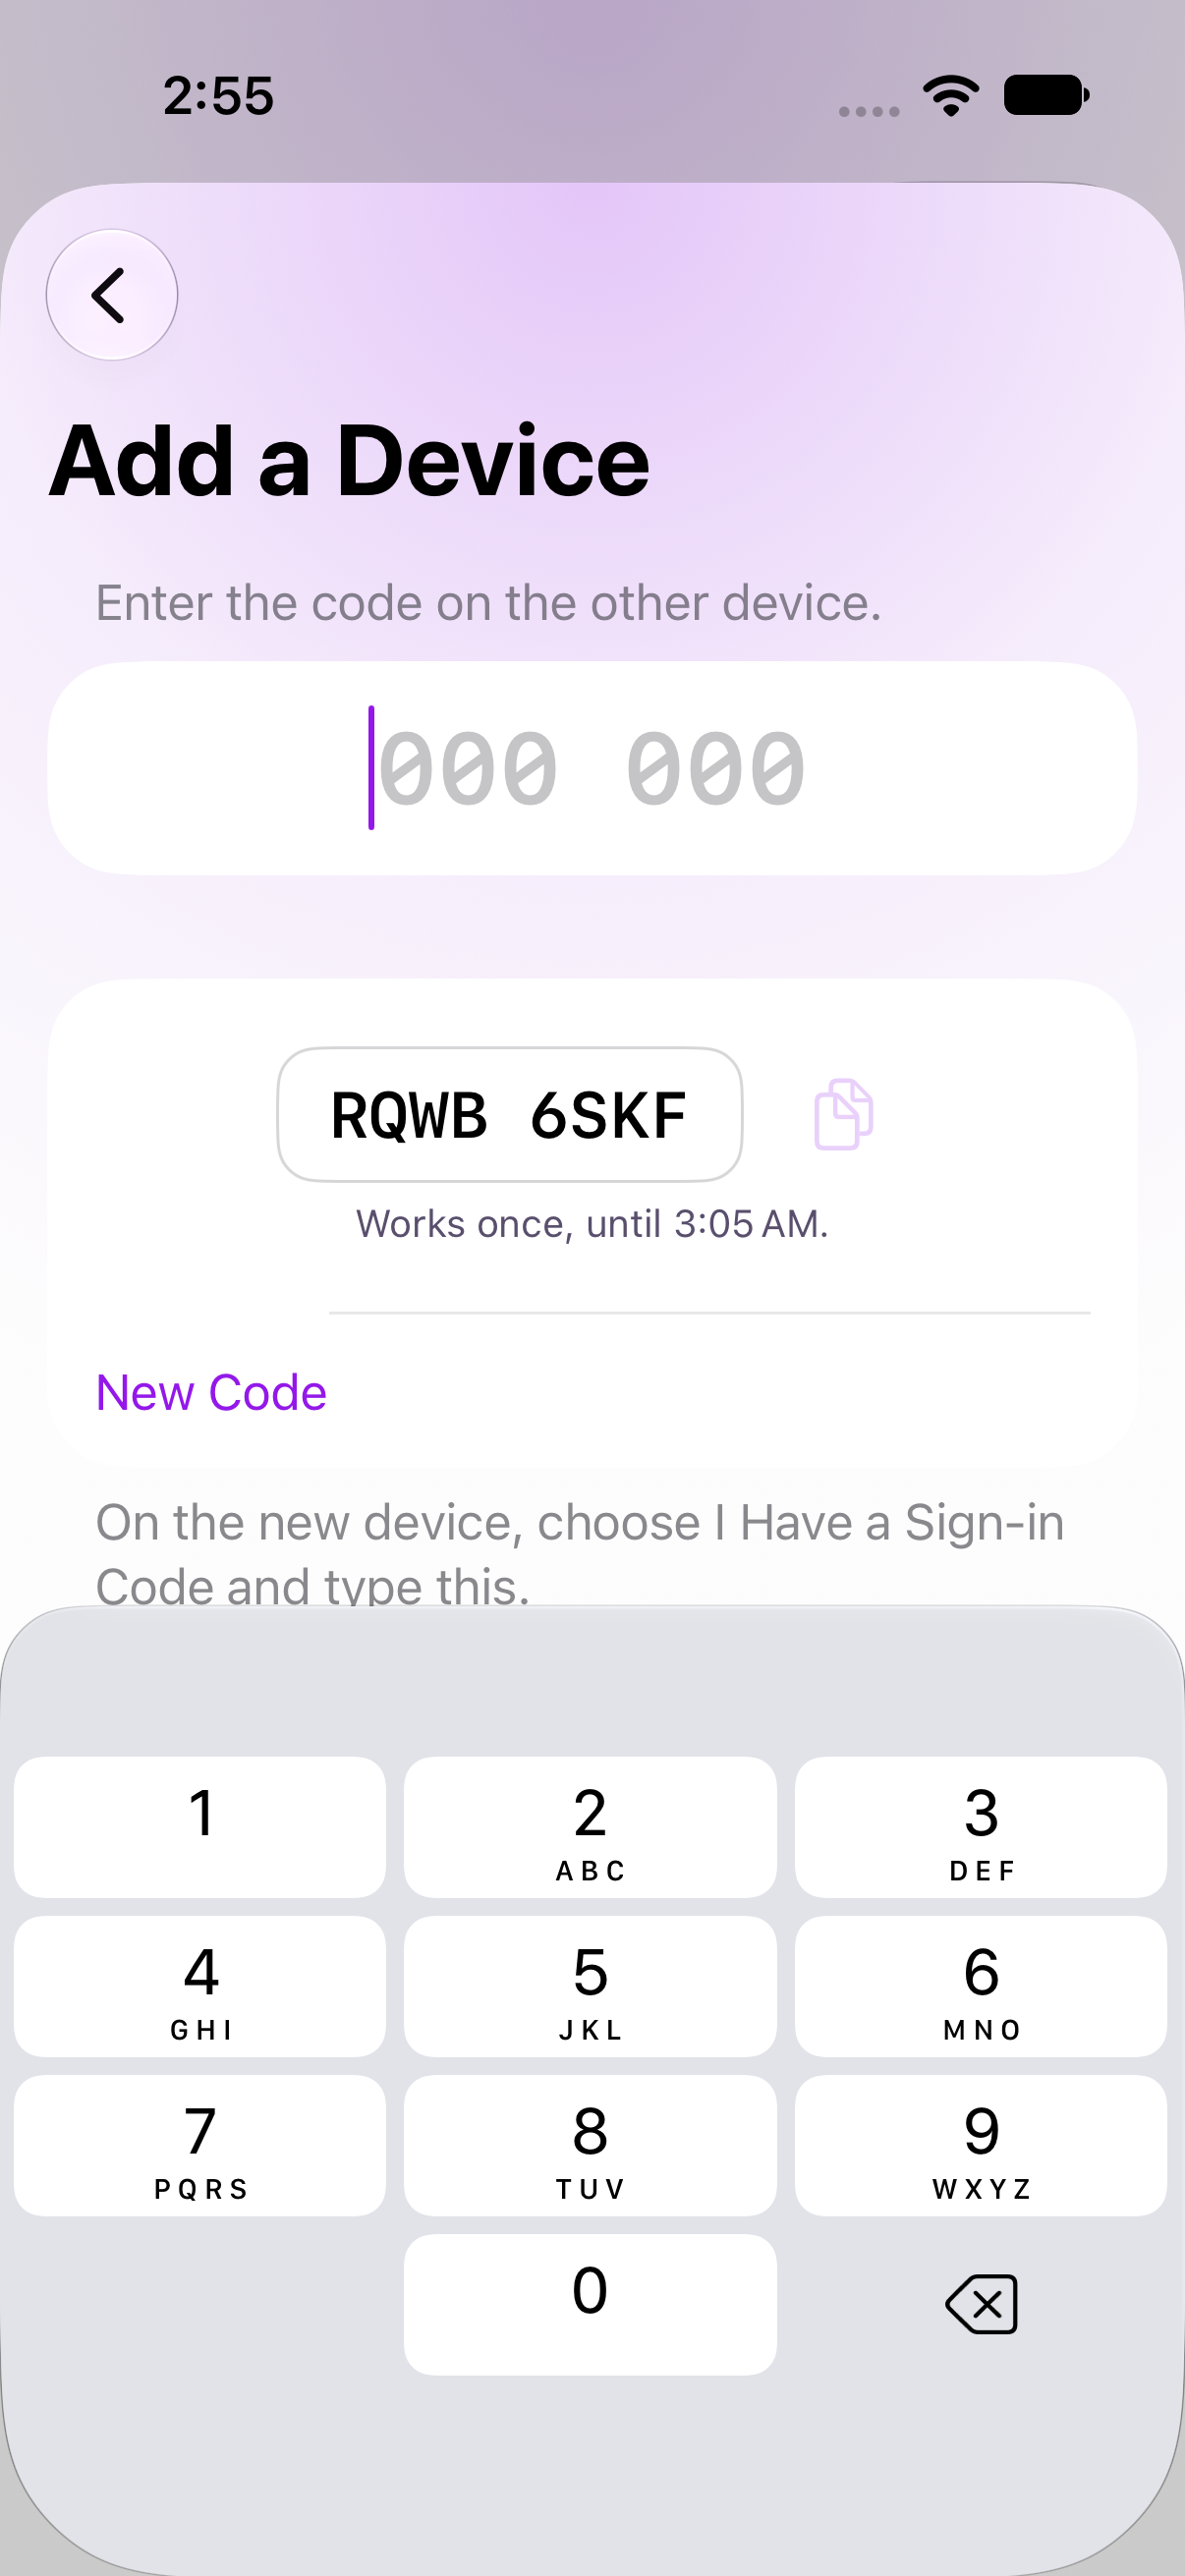 2:55
Add a Device
Enter the code on the other device.
000 000
RQWB 6SKF
Works once, until 3:05 AM.
New Code
On the new device, choose I Have a Sign-in
Code and type this.
1
2
ABC
3
DEF
4
GHI
5
JKL
6
MNO
7
PQRS
8
TUV
9
WXYZ
0